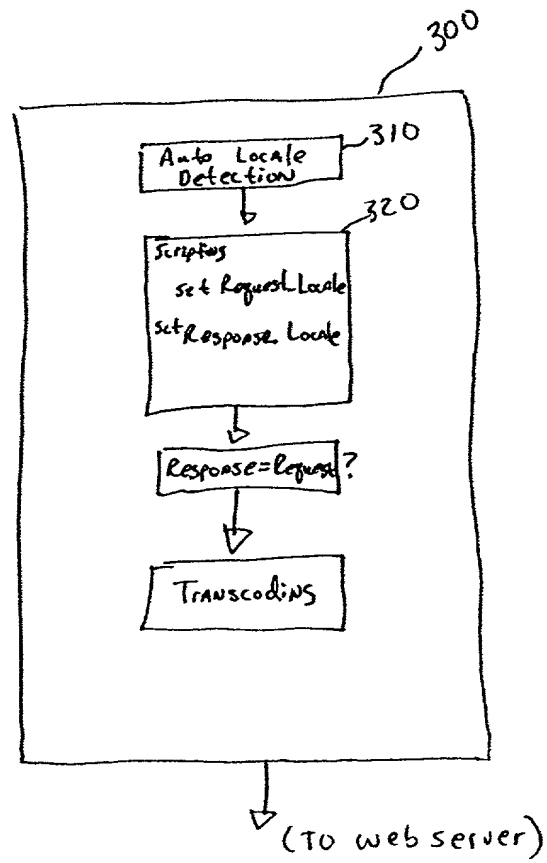 300
310
Auto Locale
Detection
320
Scripting
set Request Locale
set Response Locale
Response=Request?
Transcoding
(To web server)